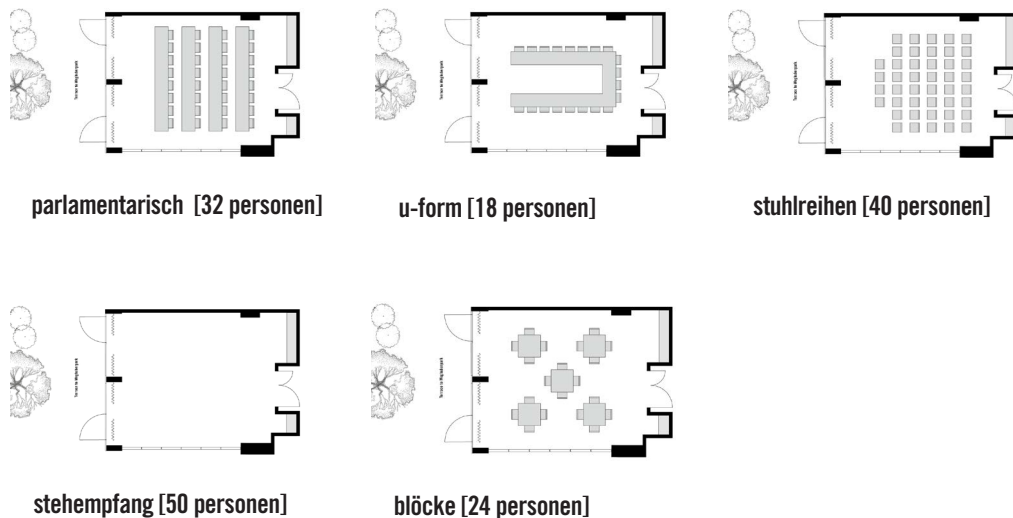 parlamentarisch [32 personen]
u-form [18 personen]
stuhlreihen [40 personen]
stehempfang [50 personen]
blöcke [24 personen]